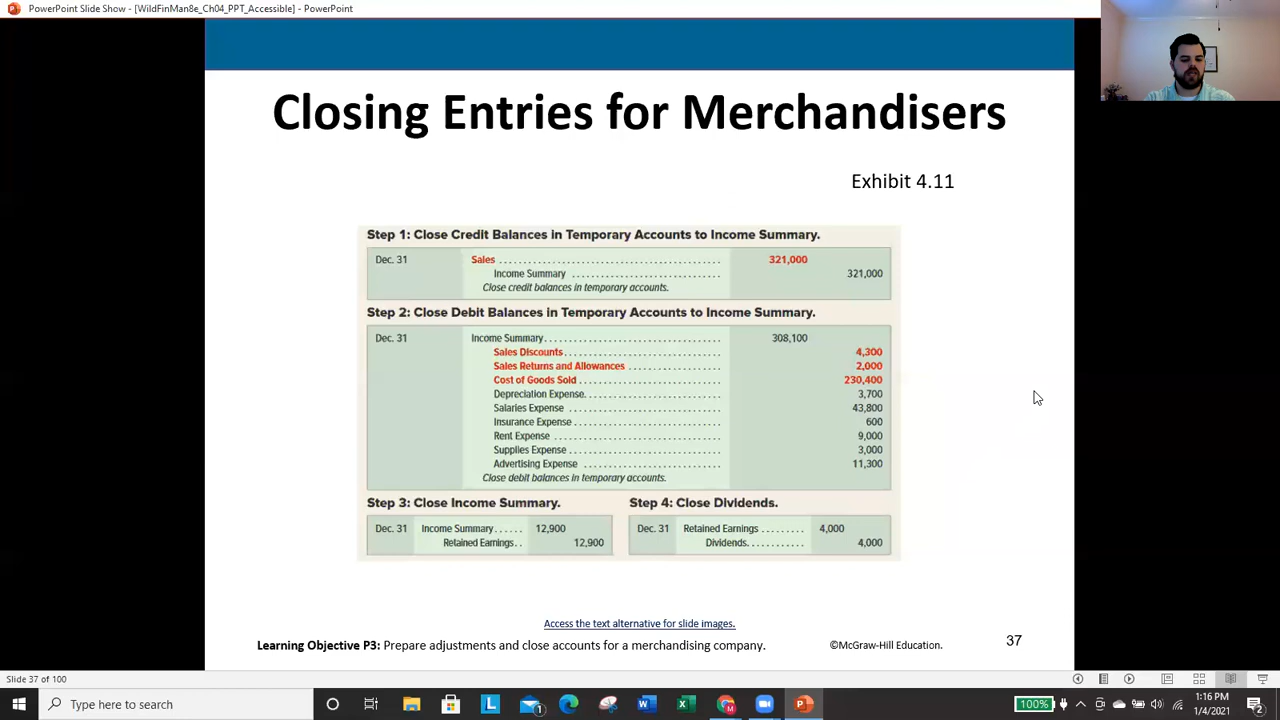 PowerPoint Slide Show - [WildFinMan8e_Ch04_PPT_Accessible] - PowerPoint
Closing Entries for Merchandisers
Exhibit 4.11
Step 1: Close Credit Balances in Temporary Accounts to Income Summary.
Dec. 31 Sales 321,000
Income Summary 321,000
Close credit balances in temporary accounts.
Step 2: Close Debit Balances in Temporary Accounts to Income Summary.
Dec. 31 Income Summary 308,100
Sales Discounts 4,300
Sales Returns and Allowances 2,000
Cost of Goods Sold 230,400
Depreciation Expense 3,700
Salaries Expense 43,800
Insurance Expense 600
Rent Expense 9,000
Supplies Expense 3,000
Advertising Expense 11,300
Close debit balances in temporary accounts.
Step 3: Close Income Summary.
Dec. 31 Income Summary 12,900
Retained Earnings 12,900
Step 4: Close Dividends.
Dec. 31 Retained Earnings 4,000
Dividends 4,000
Access the text alternative for slide images.
Learning Objective P3: Prepare adjustments and close accounts for a merchandising company.
©McGraw-Hill Education.
37
Slide 37 of 100
Type here to search
100%
1:16 PM
1/4/2021